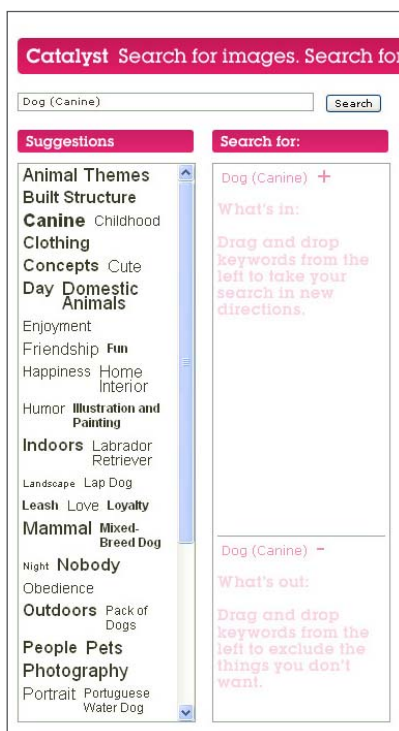 Catalyst Search for images. Search for
Dog (Canine)
Search
Suggestions
Animal Themes
Built Structure
Canine Childhood
Clothing
Concepts Cute
Day Domestic
Animals
Enjoyment
Friendship Fun
Happiness Home
Interior
Humor Illustration and
Painting
Indoors Labrador
Retriever
Landscape Lap Dog
Leash Love Loyalty
Mammal Mixed-
Breed Dog
Night Nobody
Obedience
Outdoors Pack of
Dogs
People Pets
Photography
Portrait Portuguese
Water Dog
Search for:
Dog (Canine) +
What's in:
Drag and drop
keywords from the
left to take your
search in new
directions.
Dog (Canine) -
What's out:
Drag and drop
keywords from the
left to exclude the
things you don't
want.